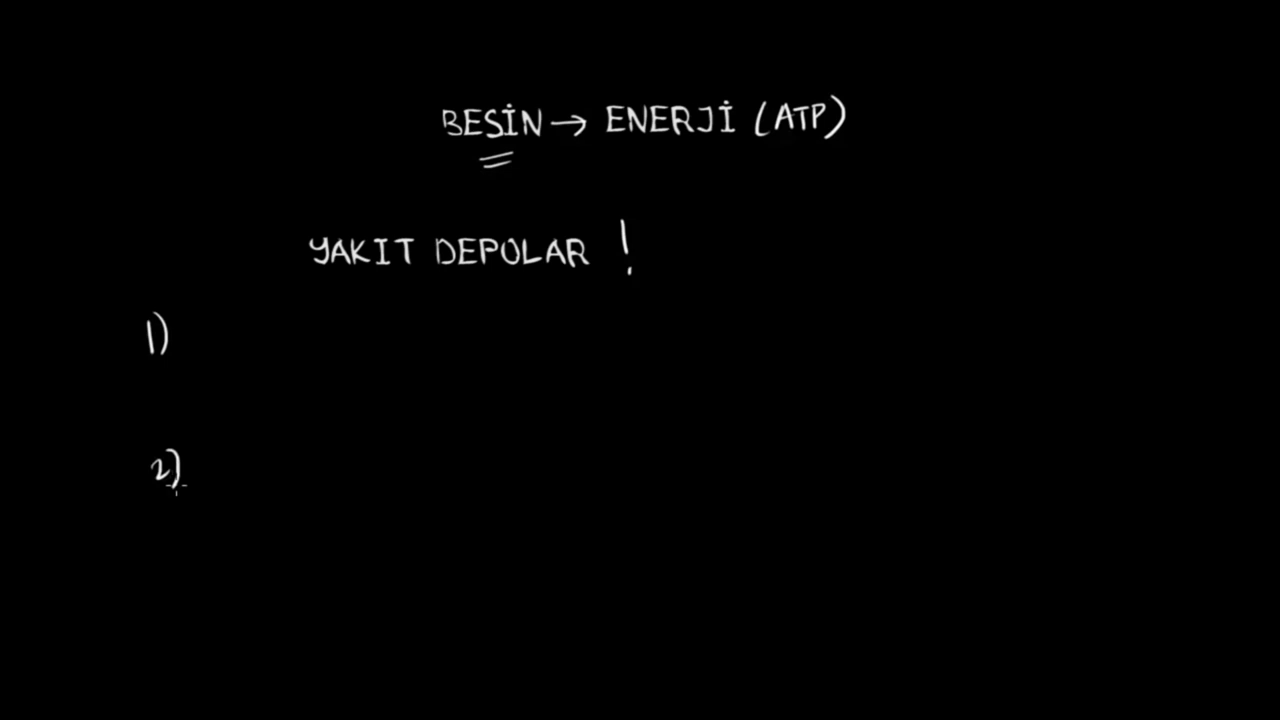 BESİN → ENERJİ (ATP)
YAKIT DEPOLAR !
1)
2)